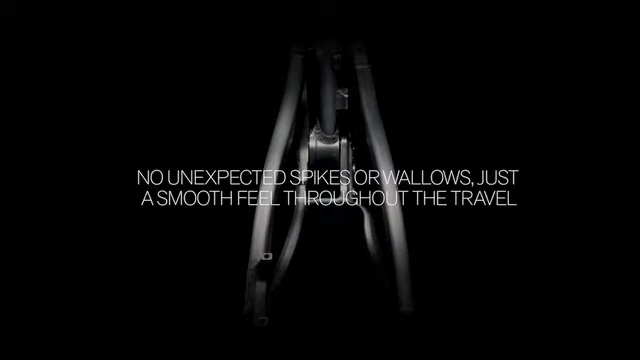 NO UNEXPECTED SPIKES OR WALLOWS, JUST
A SMOOTH FEEL THROUGHOUT THE TRAVEL